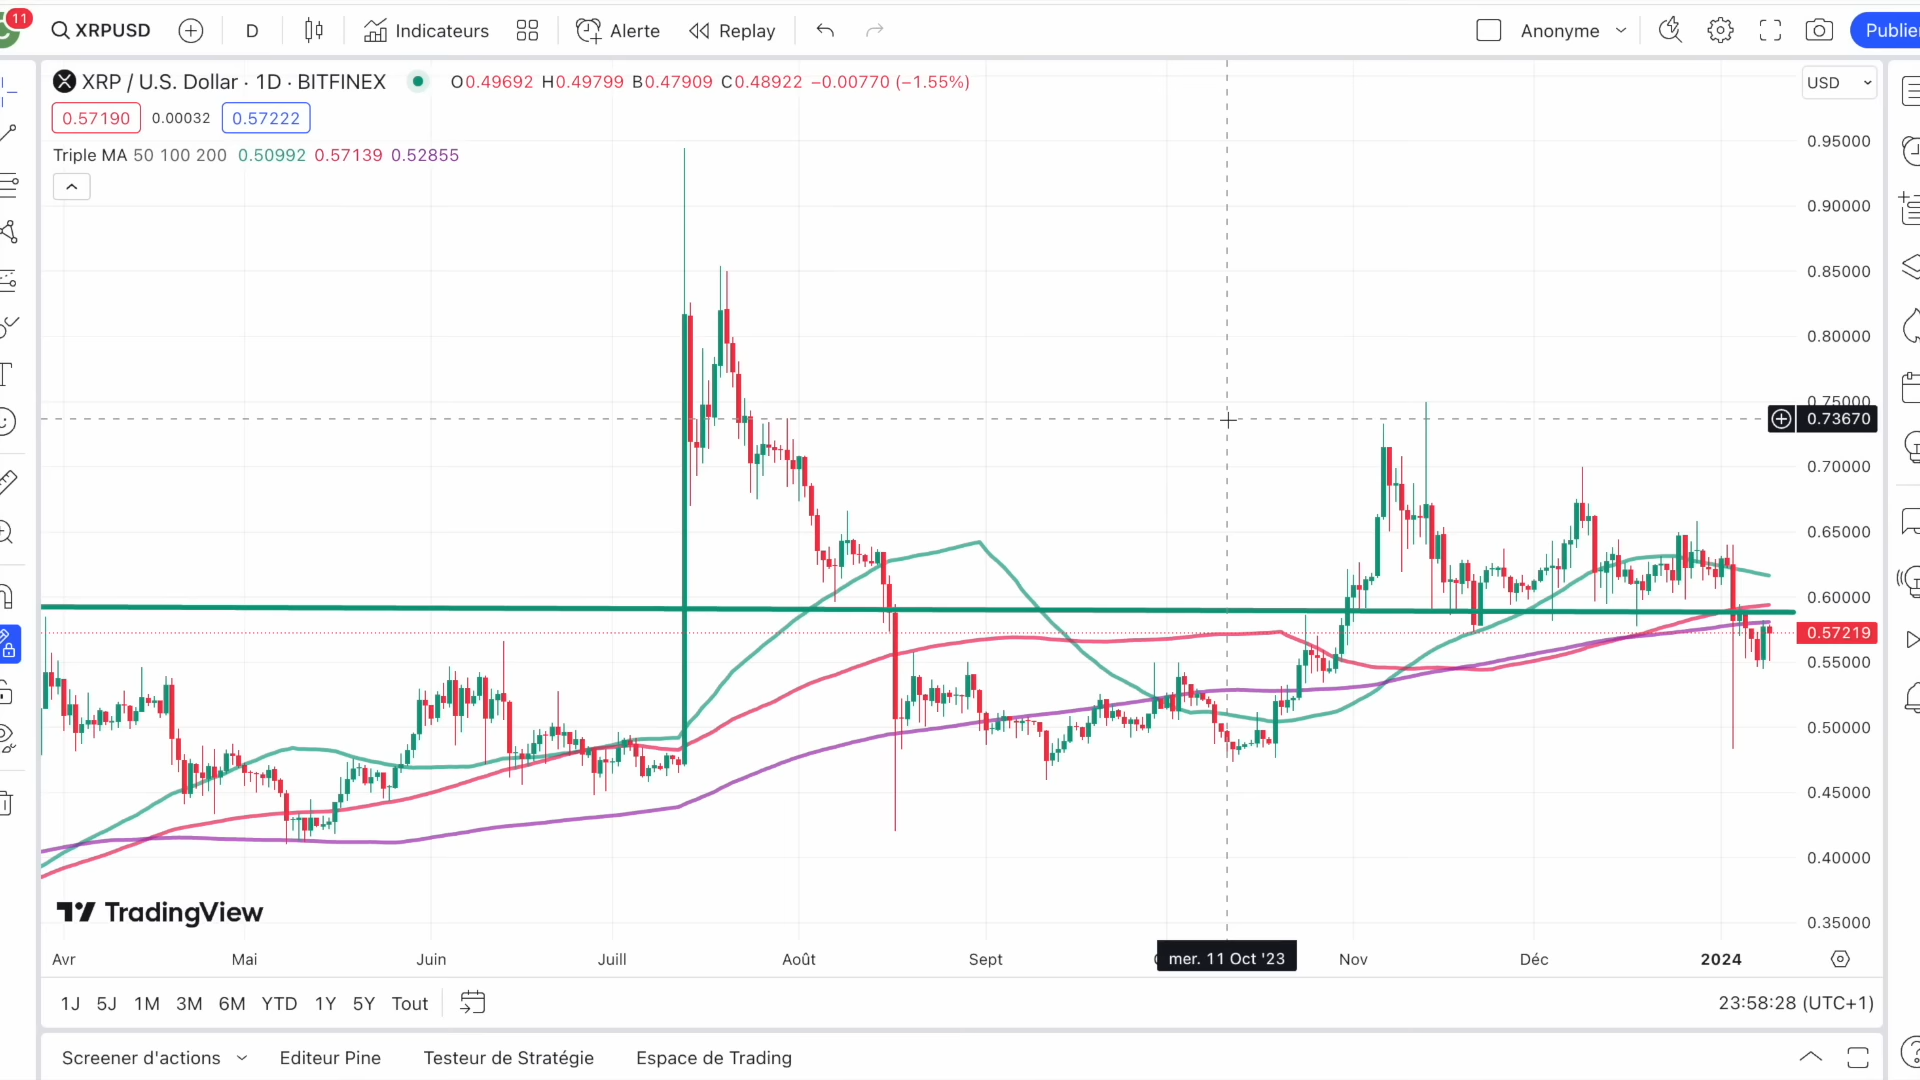 11
XRPUSD D Indicateurs Alerte Replay Anonyme Publier
XRP / U.S. Dollar · 1D · BITFINEX O0.49692 H0.49799 B0.47909 C0.48922 −0.00770 (−1.55%)
USD
0.57190 0.00032 0.57222
Triple MA 50 100 200 0.50992 0.57139 0.52855
0.95000
0.90000
0.85000
0.80000
0.75000
0.73670
0.70000
0.65000
0.60000
0.57219
0.55000
0.50000
0.45000
0.40000
0.35000
TradingView
Avr Mai Juin Juill Août Sept mer. 11 Oct '23 Nov Déc 2024
1J 5J 1M 3M 6M YTD 1Y 5Y Tout 23:58:28 (UTC+1)
Screener d'actions Editeur Pine Testeur de Stratégie Espace de Trading